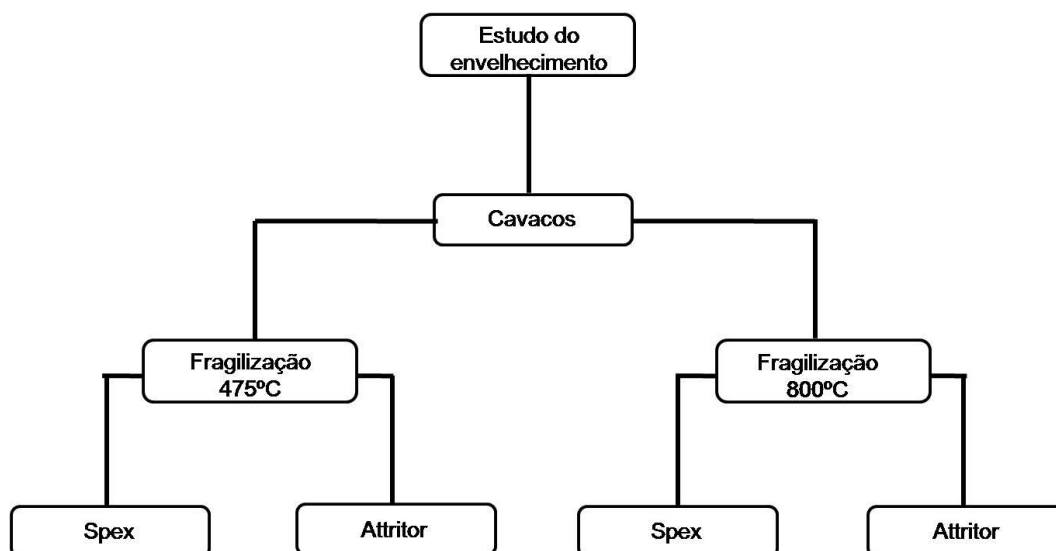 Estudo do
envelhecimento
Cavacos
Fragilização
475ºC
Fragilização
800ºC
Spex
Attritor
Spex
Attritor